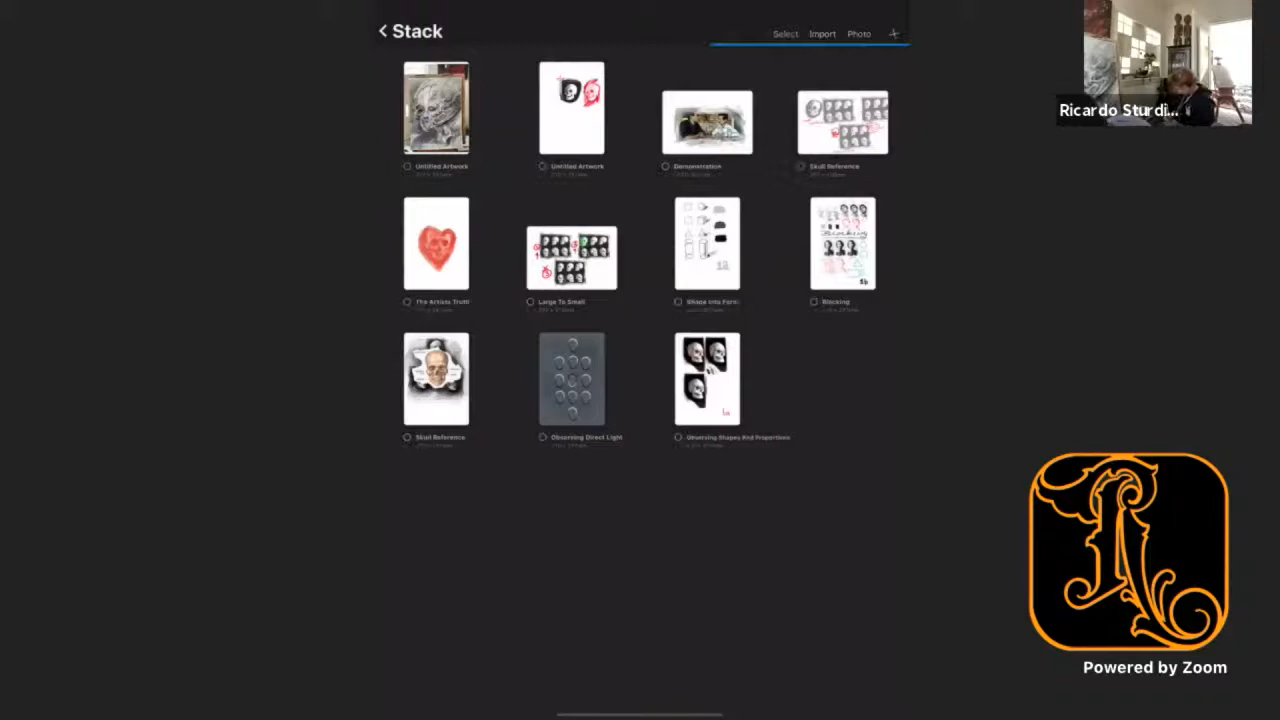 Stack
Select Import Photo
Ricardo Sturdi...
Untitled Artwork
Untitled Artwork
Demonstration
Skull Reference
The Artists Truth
Large To Small
Shape Into Form
Blocking
Skull Reference
Observing Direct Light
Observing Shapes And Proportions
Powered by Zoom